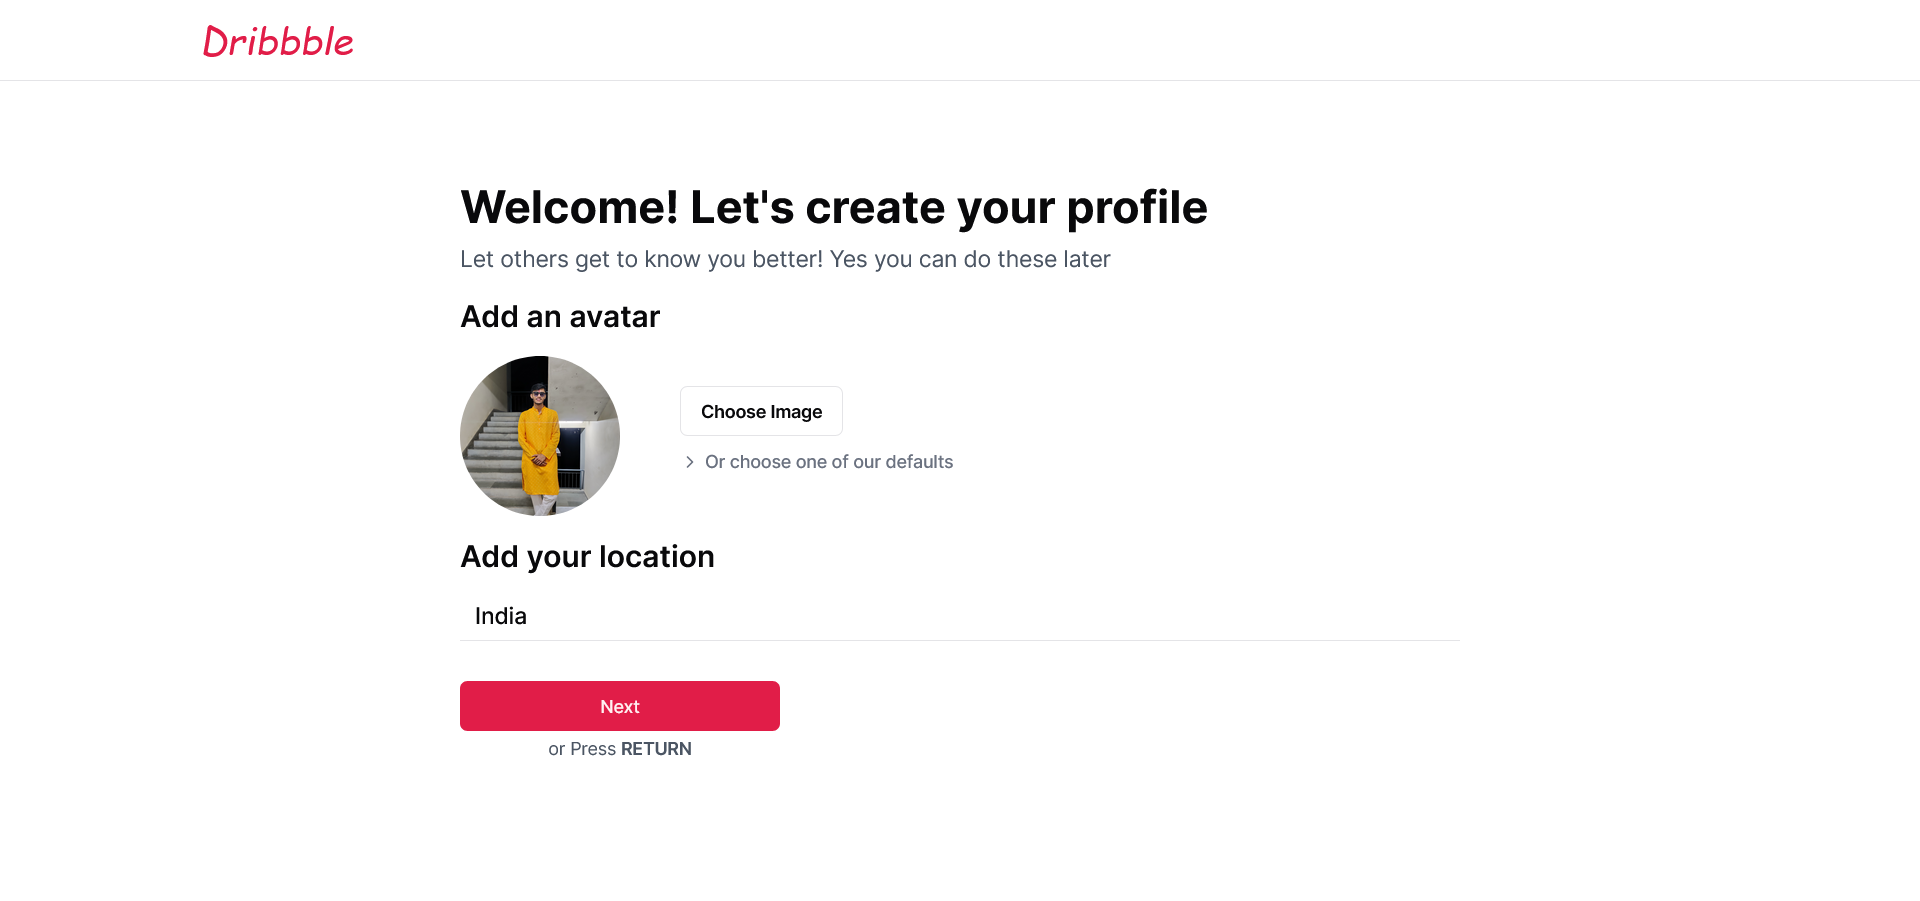 Dribbble
Welcome! Let's create your profile
Let others get to know you better! Yes you can do these later
Add an avatar
Choose Image
Or choose one of our defaults
Add your location
India
Next
or Press RETURN